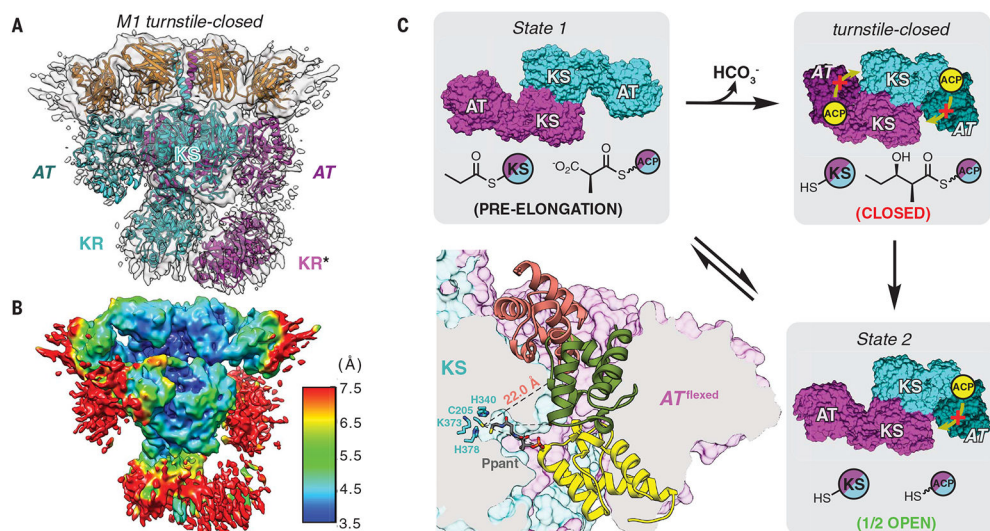 A
M1 turnstile-closed
KS
AT
AT
KR
KR*
B
(Å)
7.5
6.5
5.5
4.5
3.5
C
State 1
KS
AT
AT
KS
S
KS
O
⁻O₂C
O
S
ACP
(PRE-ELONGATION)
HCO₃⁻
turnstile-closed
AT
KS
ACP
ACP
KS
AT
HS
KS
OH
O
S
ACP
(CLOSED)
KS
22.0 Å
H340
C205
K373
H378
Ppant
ATflexed
State 2
KS
ACP
AT
KS
AT
HS
KS
HS
ACP
(1/2 OPEN)